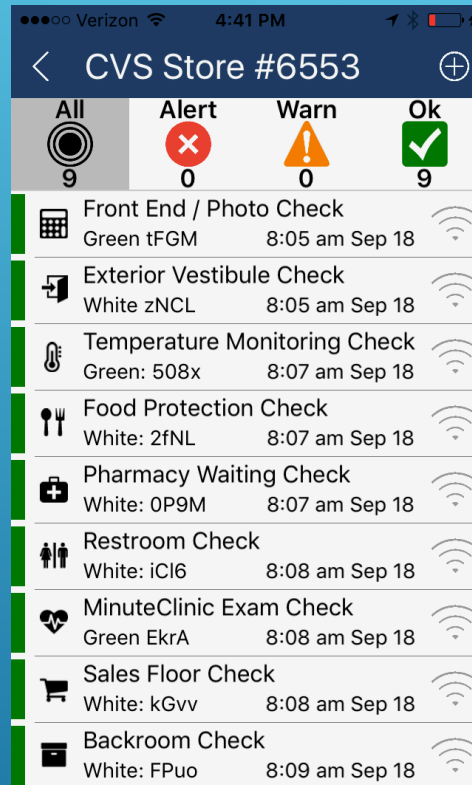 Verizon 4:41 PM
CVS Store #6553
All Alert Warn Ok
9 0 0 9
Front End / Photo Check
Green tFGM 8:05 am Sep 18
Exterior Vestibule Check
White zNCL 8:05 am Sep 18
Temperature Monitoring Check
Green: 508x 8:07 am Sep 18
Food Protection Check
White: 2fNL 8:07 am Sep 18
Pharmacy Waiting Check
White: 0P9M 8:07 am Sep 18
Restroom Check
White: iCl6 8:08 am Sep 18
MinuteClinic Exam Check
Green EkrA 8:08 am Sep 18
Sales Floor Check
White: kGvv 8:08 am Sep 18
Backroom Check
White: FPuo 8:09 am Sep 18